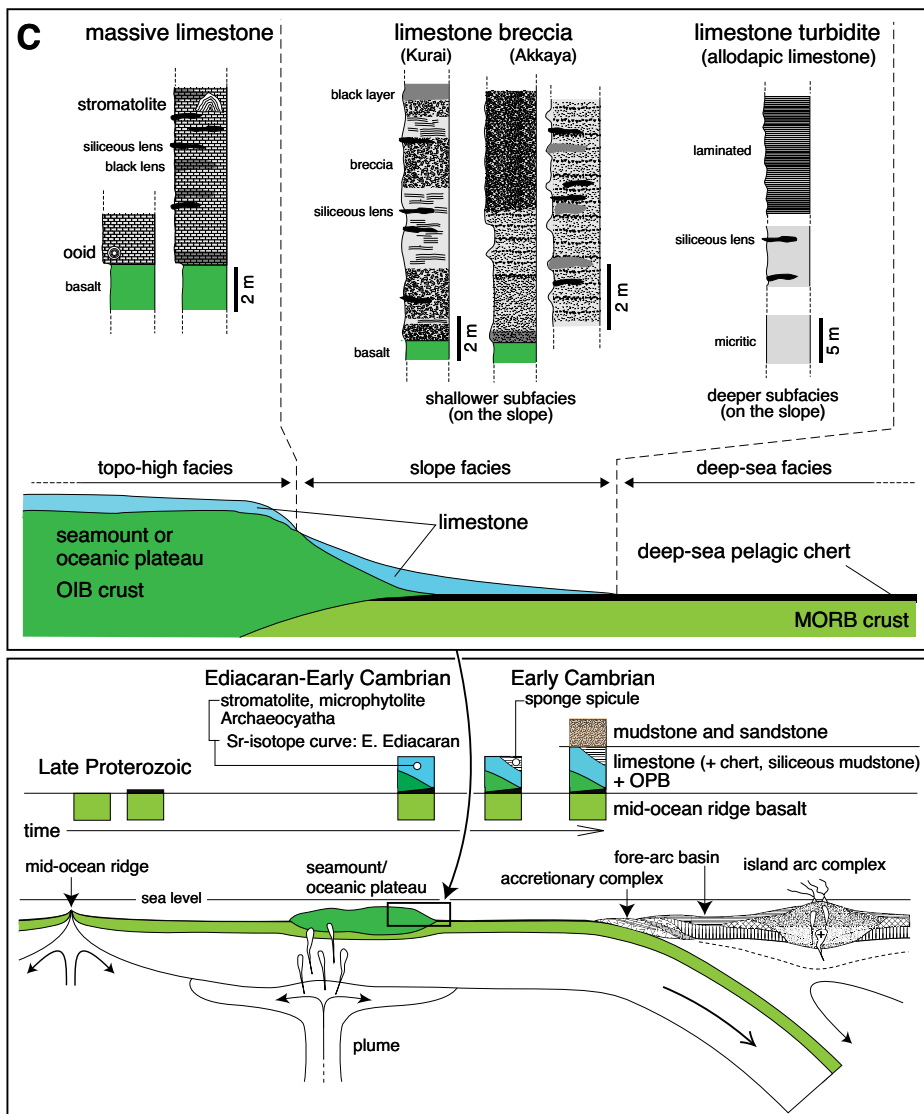 C
massive limestone
stromatolite
siliceous lens
black lens
ooid
basalt
2 m
limestone breccia
(Kurai)
(Akkaya)
black layer
breccia
siliceous lens
basalt
2 m
2 m
shallower subfacies
(on the slope)
limestone turbidite
(allodapic limestone)
laminated
siliceous lens
micritic
5 m
deeper subfacies
(on the slope)
topo-high facies
slope facies
deep-sea facies
limestone
seamount or
oceanic plateau
OIB crust
deep-sea pelagic chert
MORB crust
Ediacaran-Early Cambrian
stromatolite, microphytolite
Archaeocyatha
Sr-isotope curve: E. Ediacaran
Early Cambrian
sponge spicule
mudstone and sandstone
limestone (+ chert, siliceous mudstone)
+ OPB
mid-ocean ridge basalt
Late Proterozoic
time
mid-ocean ridge
sea level
seamount/
oceanic plateau
accretionary complex
fore-arc basin
island arc complex
+
plume